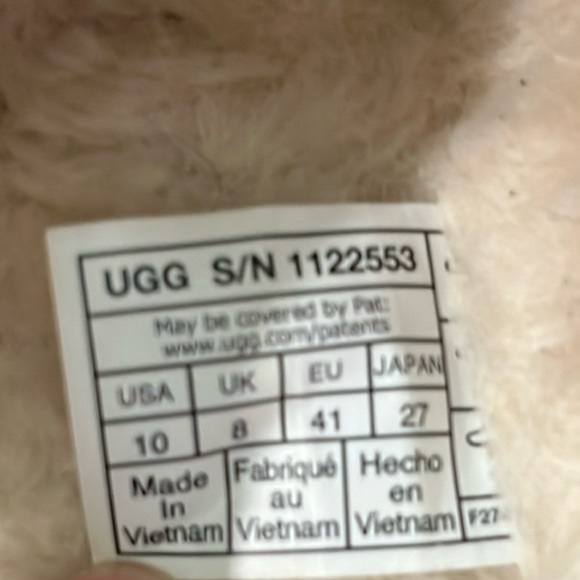 UGG S/N 1122553
May be covered by Pat:
www.ugg.com/patents
USA UK EU JAPAN
10 8 41 27
Made in Vietnam
Fabriqué au Vietnam
Hecho en Vietnam
F27